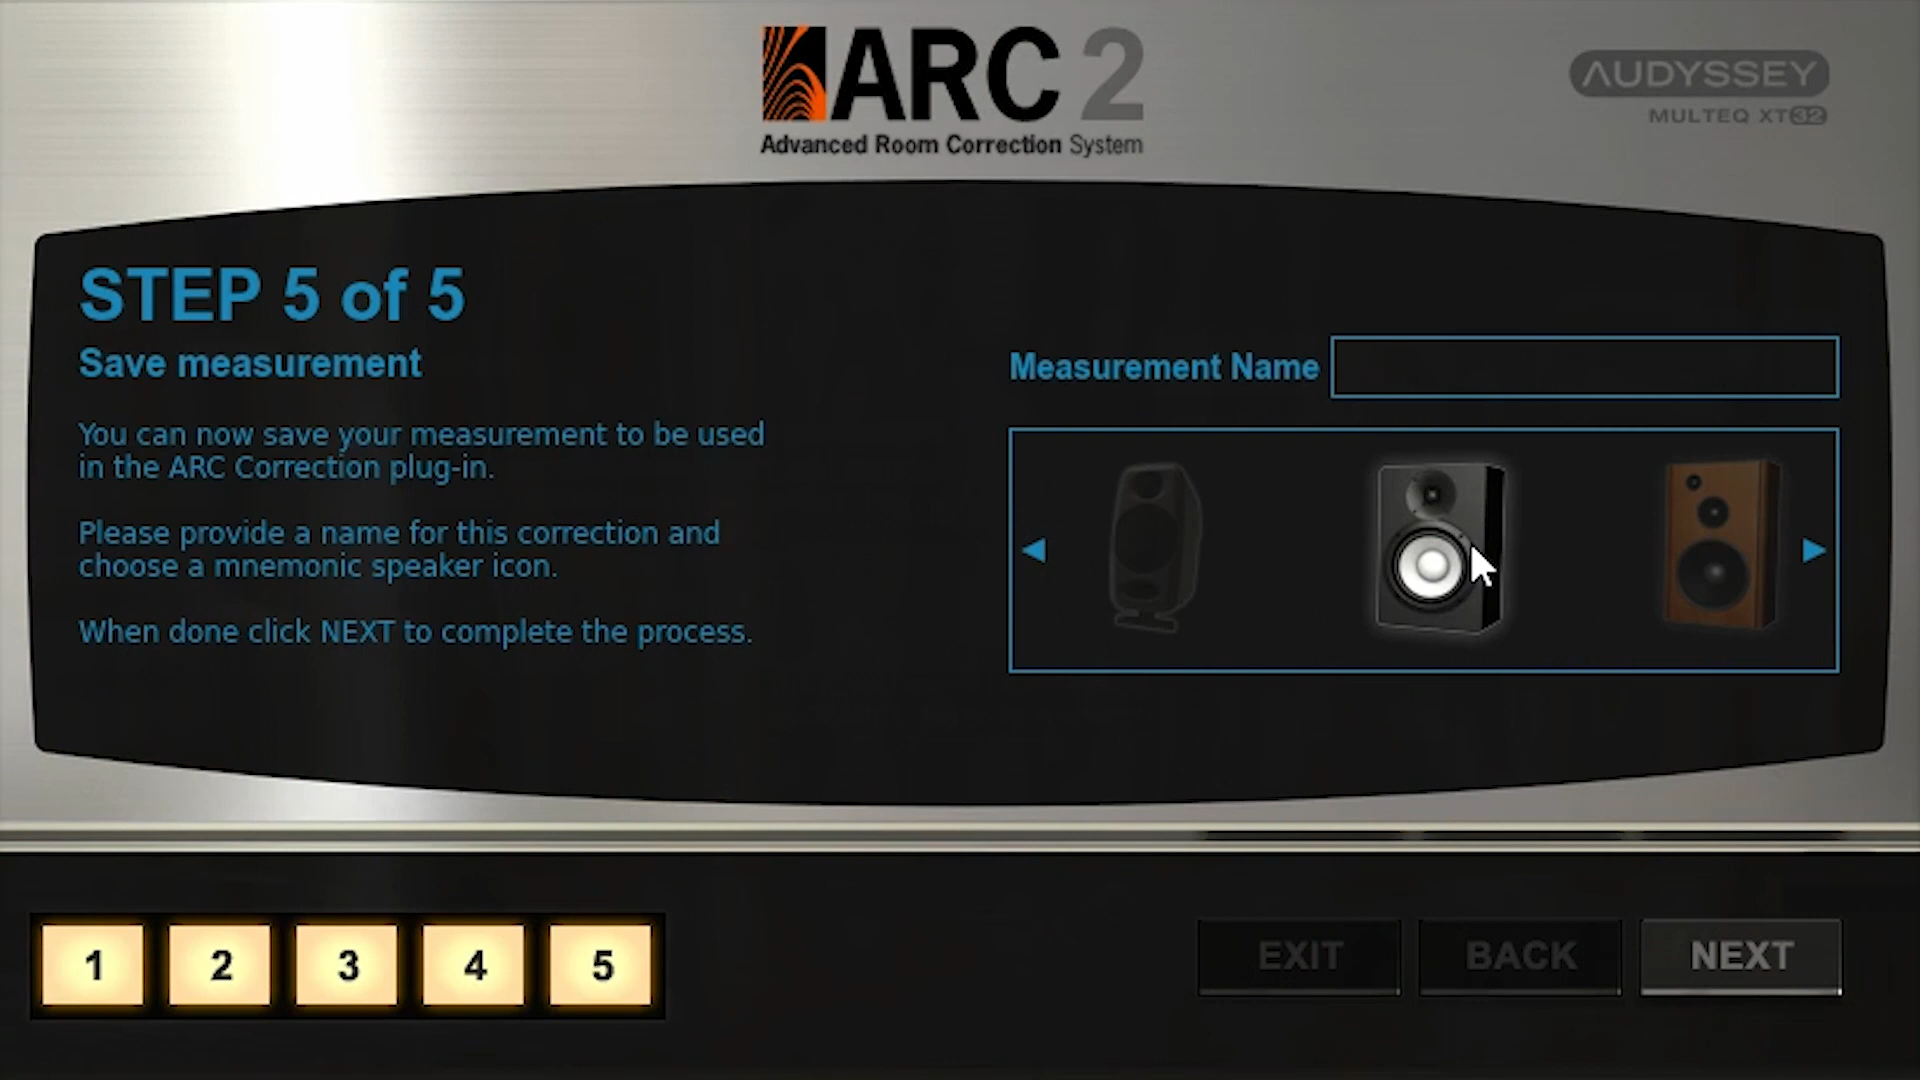 ARC 2
Advanced Room Correction System
AUDYSSEY
MULTEQ XT32
STEP 5 of 5
Save measurement
You can now save your measurement to be used
in the ARC Correction plug-in.
Please provide a name for this correction and
choose a mnemonic speaker icon.
When done click NEXT to complete the process.
Measurement Name
1 2 3 4 5
EXIT BACK NEXT